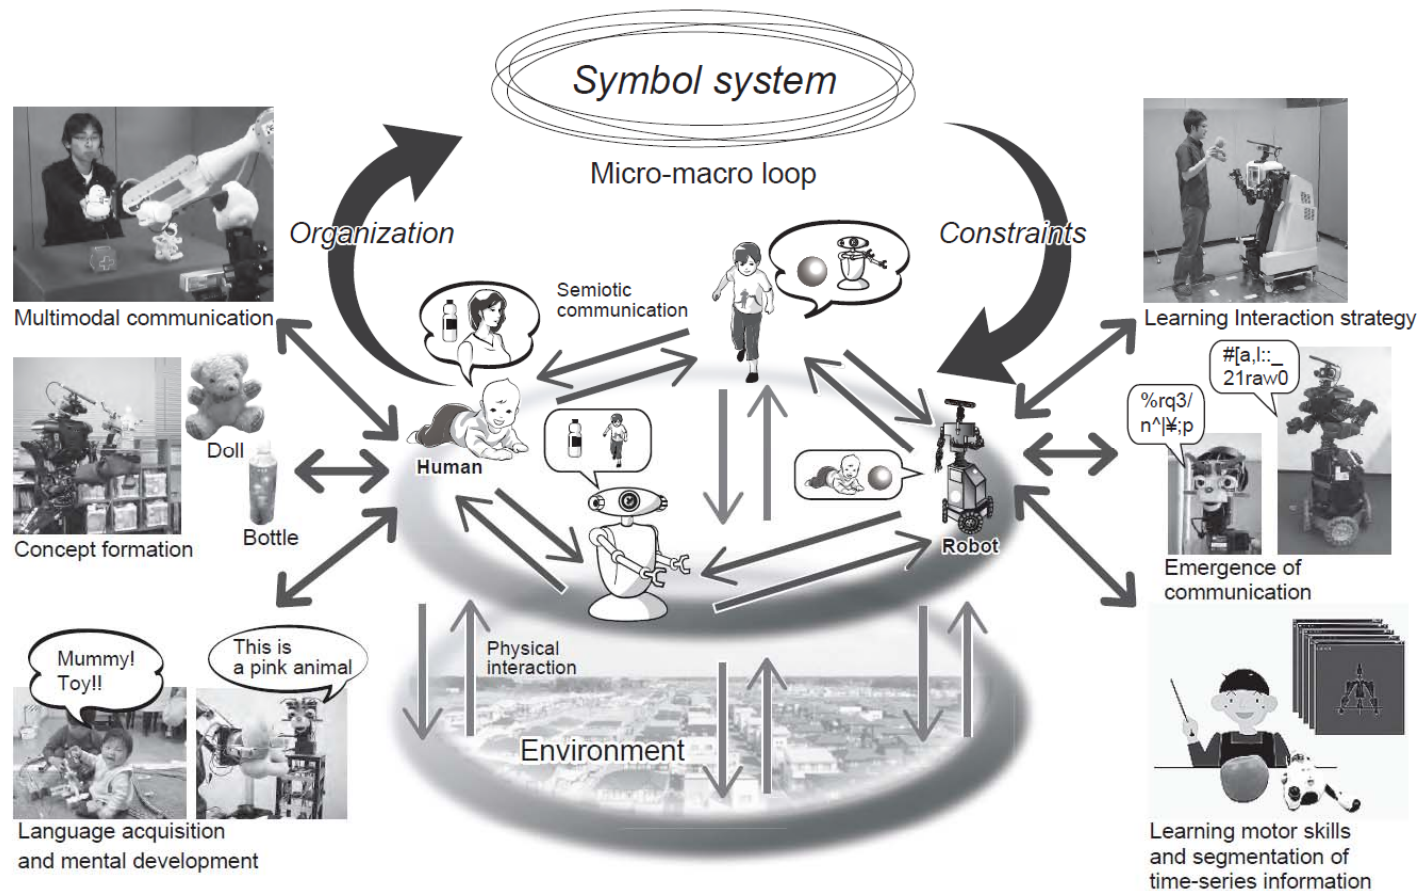 Symbol system
Micro-macro loop
Organization
Constraints
Multimodal communication
Learning Interaction strategy
Semiotic
communication
#[a,I::_
21raw0
%rq3/
n^|¥;p
Doll
Human
Bottle
Concept formation
Robot
Emergence of
communication
Mummy!
Toy!!
This is
a pink animal
Physical
interaction
Environment
Language acquisition
and mental development
Learning motor skills
and segmentation of
time-series information